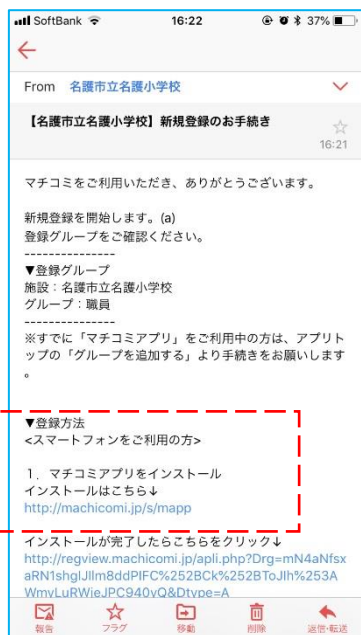 SoftBank 16:22 37%
From 名護市立名護小学校
【名護市立名護小学校】新規登録のお手続き
16:21
マチコミをご利用いただき、ありがとうございます。
新規登録を開始します。(a)
登録グループをご確認ください。
---------------
▼登録グループ
施設：名護市立名護小学校
グループ：職員
---------------
※すでに「マチコミアプリ」をご利用中の方は、アプリト
ップの「グループを追加する」より手続きをお願いします
。
▼登録方法
<スマートフォンをご利用の方>
１．マチコミアプリをインストール
インストールはこちら↓
http://machicomi.jp/s/mapp
インストールが完了したらこちらをクリック↓
http://regview.machicomi.jp/apli.php?Drg=mN4aNfsx
aRN1shglJllm8ddPIFC%252BCk%252BToJlh%253A
WmyLuRWieJPC940yQ&Dtype=A
報告 フラグ 移動 削除 返信・転送